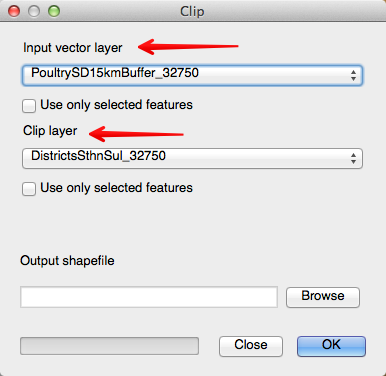 Clip
Input vector layer
PoultrySD15kmBuffer_32750
Use only selected features
Clip layer
DistrictsSthnSul_32750
Use only selected features
Output shapefile
Browse
Close OK